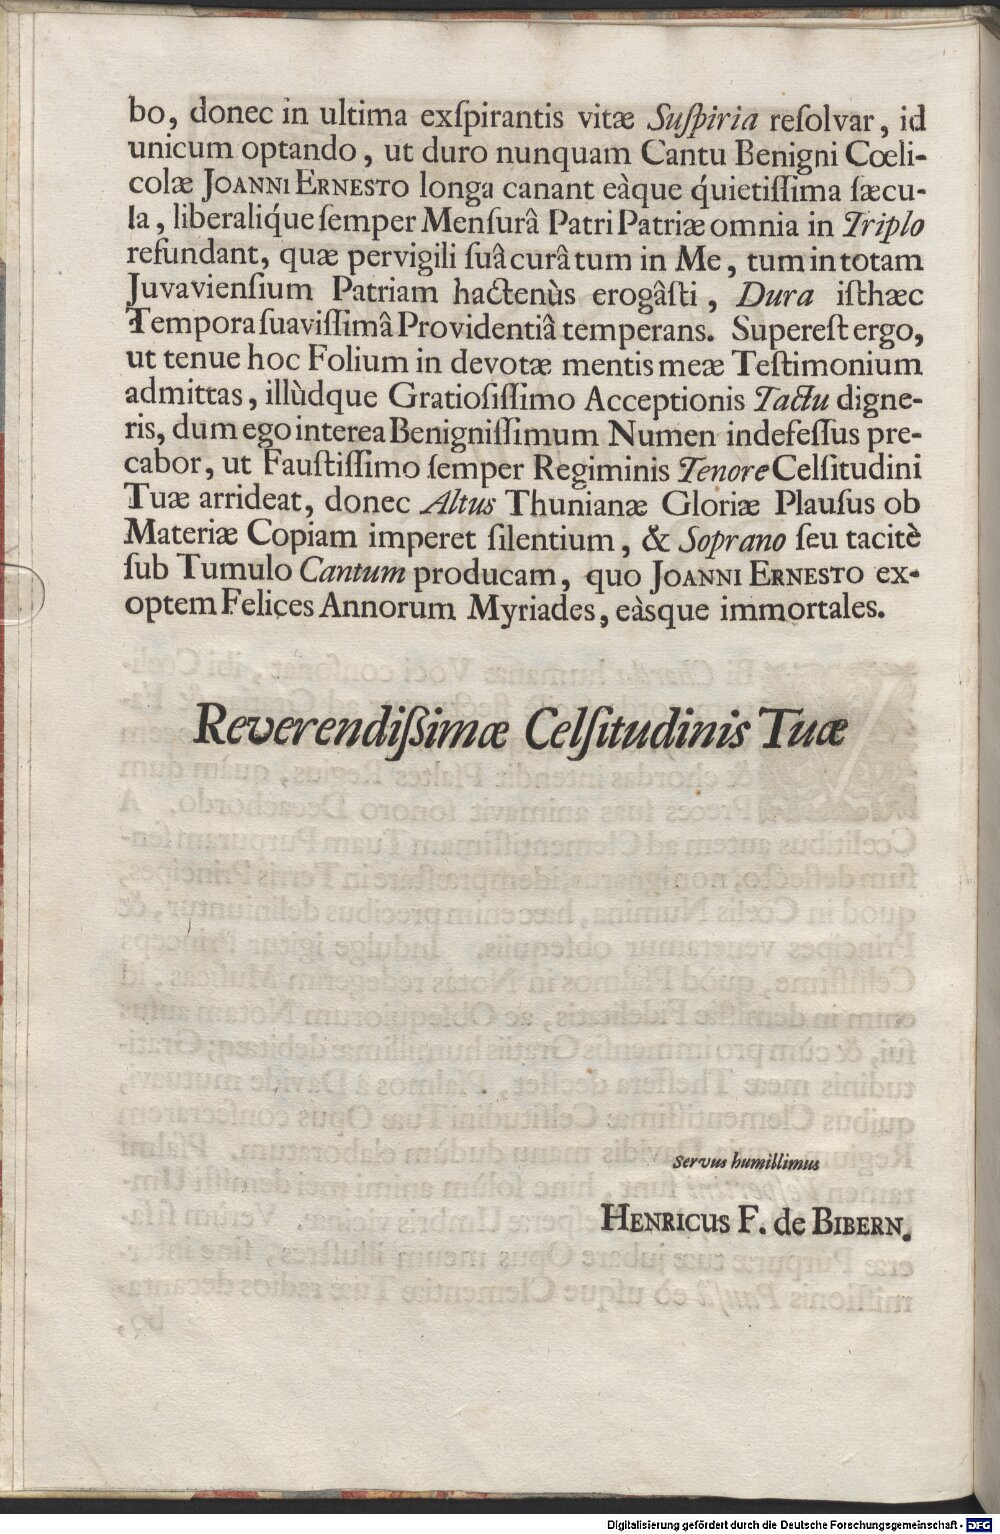 bo, donec in ultima exſpirantis vitæ Suſpiria reſolvar, id
unicum optando, ut duro nunquam Cantu Benigni Cœli-
colæ JOANNI ERNESTO longa canant eàque q́uietiſſima ſæcu-
la, liberaliq́ue ſemper Menſurâ Patri Patriæ omnia in Triplo
refundant, quæ pervigili ſuâ curâ tum in Me, tum in totam
Juvavienſium Patriam hactenùs erogâſti, Dura iſthæc
Tempora ſuaviſſimâ Providentiâ temperans. Supereſt ergo,
ut tenue hoc Folium in devotæ mentis meæ Teſtimonium
admittas, illùdque Gratioſiſſimo Acceptionis Tactu digne-
ris, dum ego interea Benigniſſimum Numen indefeſſus pre-
cabor, ut Fauſtiſſimo ſemper Regiminis Tenore Celſitudini
Tuæ arrideat, donec Altus Thunianæ Gloriæ Plauſus ob
Materiæ Copiam imperet ſilentium, & Soprano ſeu tacitè
ſub Tumulo Cantum producam, quo JOANNI ERNESTO ex-
optem Felices Annorum Myriades, eàsque immortales.
Reverendiſſimæ Celſitudinis Tuæ
Servus humillimus
HENRICUS F. de BIBERN.
Digitalisierung gefördert durch die Deutsche Forschungsgemeinschaft - DFG